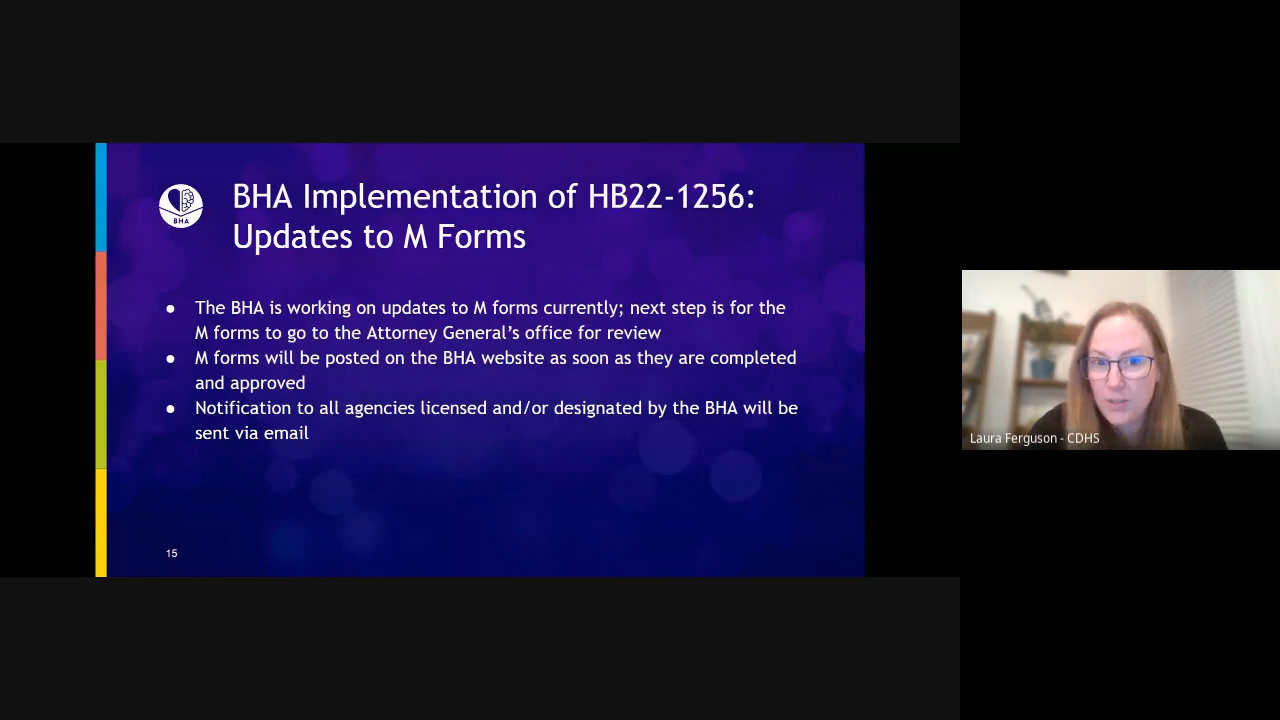 BHA Implementation of HB22-1256:
Updates to M Forms
BHA
● The BHA is working on updates to M forms currently; next step is for the
M forms to go to the Attorney General’s office for review
● M forms will be posted on the BHA website as soon as they are completed
and approved
● Notification to all agencies licensed and/or designated by the BHA will be
sent via email
15
Laura Ferguson - CDHS